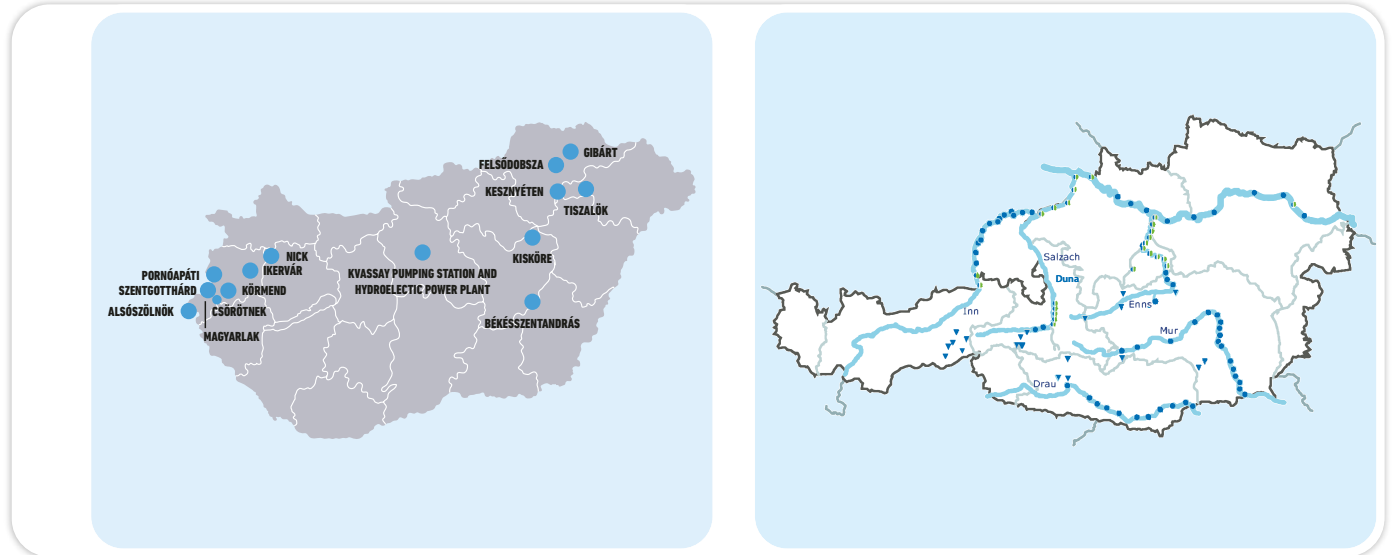 GIBÁRT
FELSŐDOBSZA
KESZNYÉTEN
TISZALÖK
KISKÖRE
NICK
IKERVÁR
PORNÓAPÁTI
SZENTGOTTHÁRD
KÖRMEND
ALSÓSZÖLNÖK
CSÖRÖTNEK
MAGYARLAK
KVASSAY PUMPING STATION AND
HYDROELECTIC POWER PLANT
BÉKÉSSZENTANDRÁS
Salzach
Duna
Enns
Inn
Mur
Drau